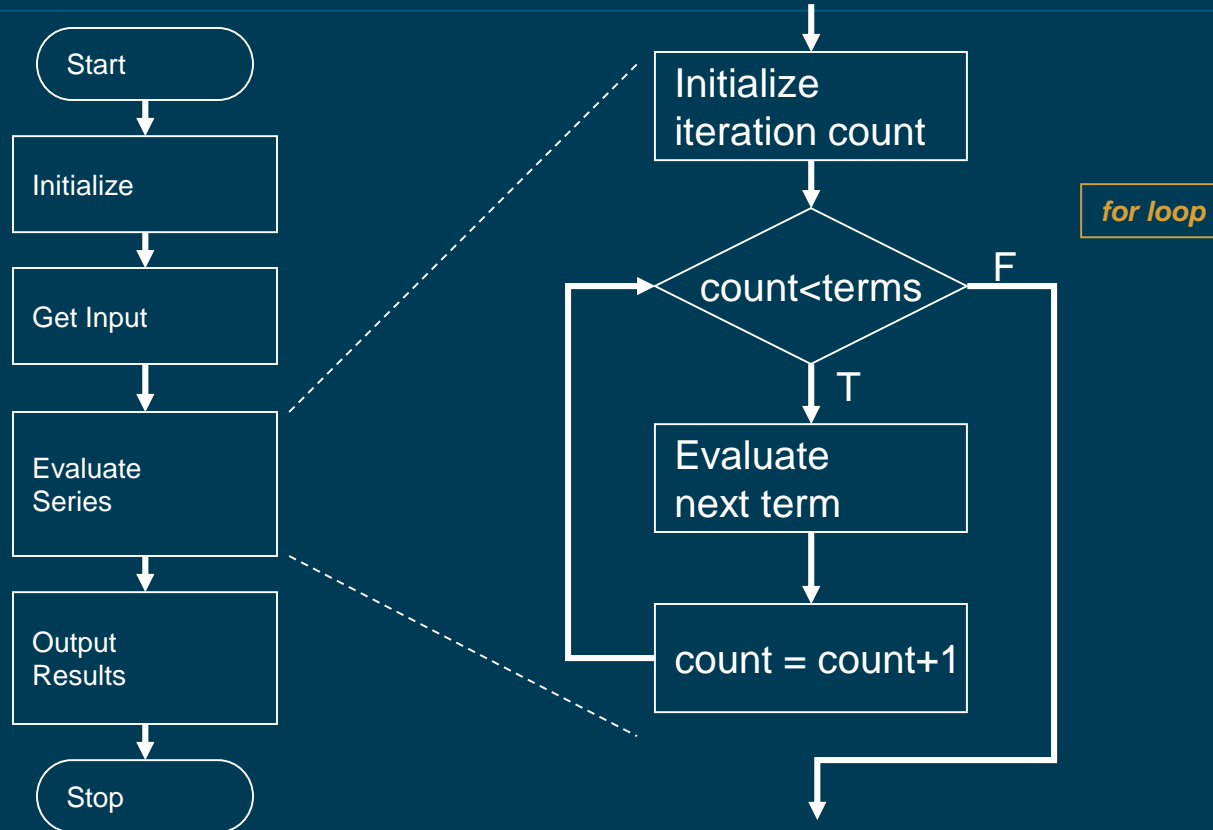 Start
Initialize
Get Input
Evaluate
Series
Output
Results
Stop
Initialize
iteration count
for loop
count<terms
F
T
Evaluate
next term
count = count+1